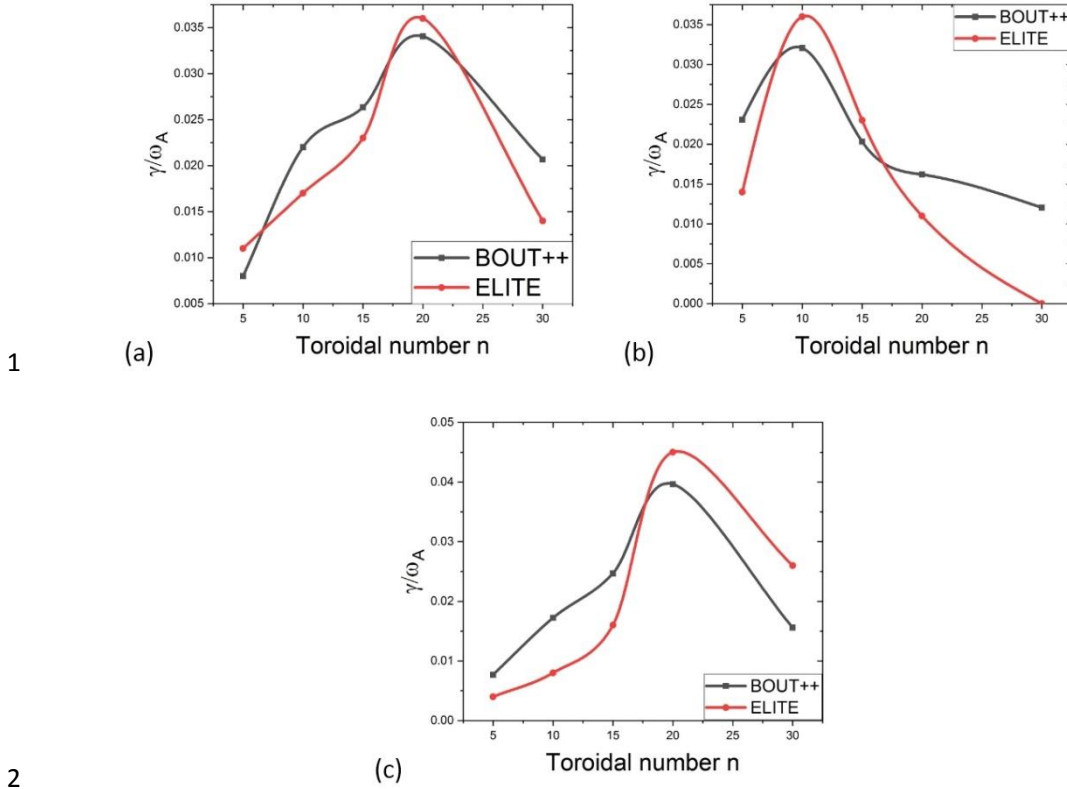 0.035
0.030
0.025
0.020
0.015
0.010
0.005
γ/ω_A
BOUT++
ELITE
5 10 15 20 25 30
Toroidal number n
(a)
0.035
0.030
0.025
0.020
0.015
0.010
0.005
0.000
γ/ω_A
BOUT++
ELITE
5 10 15 20 25 30
Toroidal number n
(b)
1
0.05
0.04
0.03
0.02
0.01
0.00
γ/ω_A
BOUT++
ELITE
5 10 15 20 25 30
Toroidal number n
(c)
2